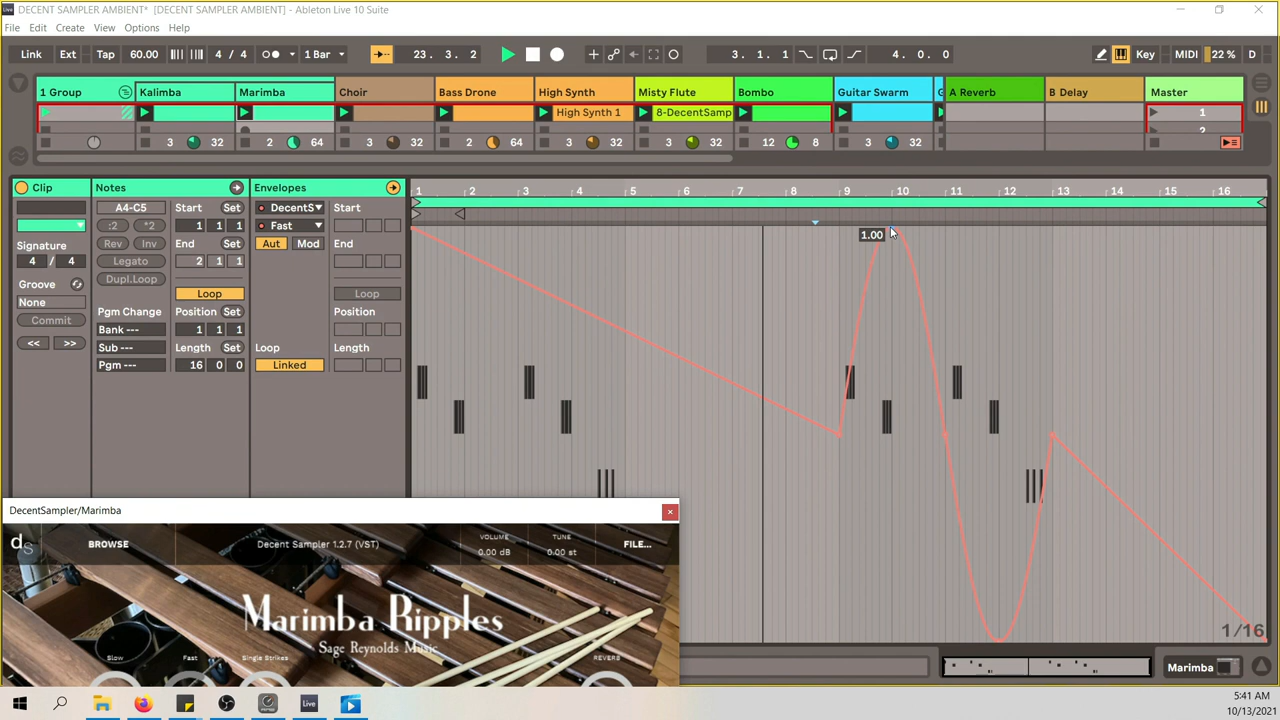 DECENT SAMPLER AMBIENT* [DECENT SAMPLER AMBIENT] - Ableton Live 10 Suite
File Edit Create View Options Help
Link Ext Tap 60.00 4 / 4 1 Bar 23. 3. 2 3. 1. 1 4. 0. 0 Key MIDI 22 % D
1 Group Kalimba Marimba Choir Bass Drone High Synth Misty Flute Bombo Guitar Swarm A Reverb B Delay Master
High Synth 1 8-DecentSamp 1
2
3 32 2 64 3 32 2 64 3 32 3 32 12 8 3 32
Clip Notes Envelopes
1 2 3 4 5 6 7 8 9 10 11 12 13 14 15 16
A4-C5 Start Set DecentS Start
:2 *2 1 1 1 Fast
Signature Rev Inv End Set Aut Mod End
4 / 4 Legato 2 1 1
1.00
Groove Dupl.Loop
None Loop Loop
Commit Pgm Change Position Set Position
Bank --- 1 1 1
<< >> Sub --- Length Set Loop Length
Pgm --- 16 0 0 Linked
DecentSampler/Marimba
ds BROWSE Decent Sampler 1.2.7 (VST) VOLUME 0.00 dB TUNE 0.00 st FILE...
Marimba Ripples
Sage Reynolds Music
Slow Fast Single Strikes REVERB
1/16
Marimba
5:41 AM
10/13/2021